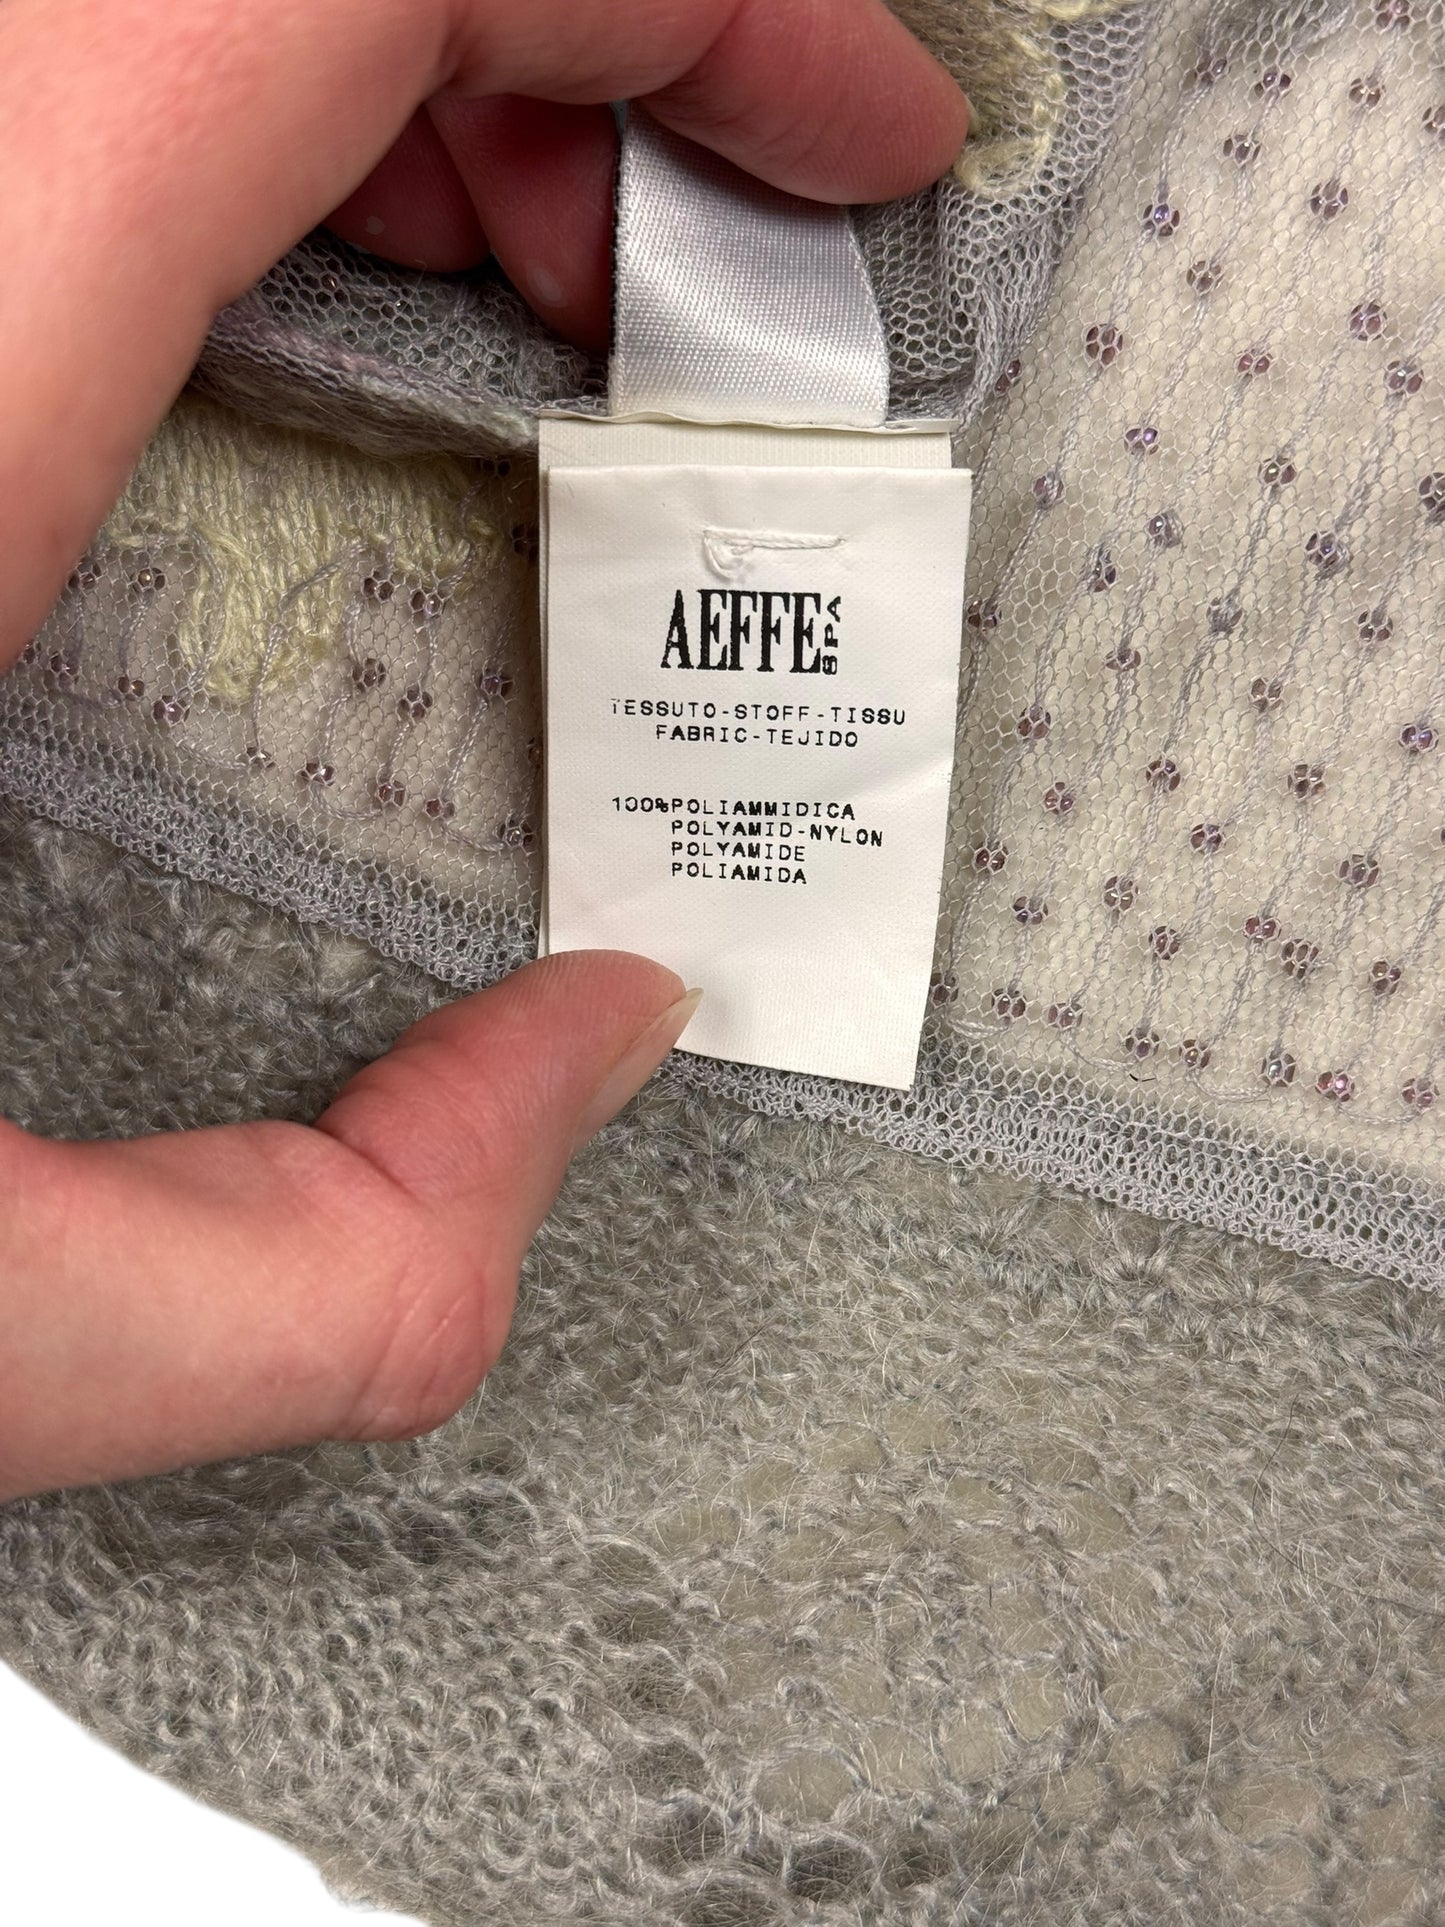 AEFFE SPA
TESSUTO-STOFF-TISSU
FABRIC-TEJIDO
100%POLIAMMIDICA
POLYAMID-NYLON
POLYAMIDE
POLIAMIDA